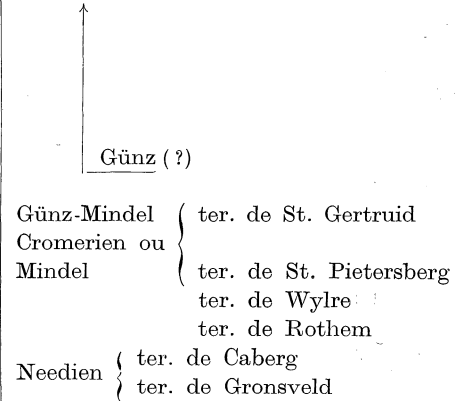 Günz (?)
Günz-Mindel ter. de St. Gertruid
Cromerien ou
Mindel ter. de St. Pietersberg
ter. de Wylre
ter. de Rothem
Needien ter. de Caberg
ter. de Gronsveld